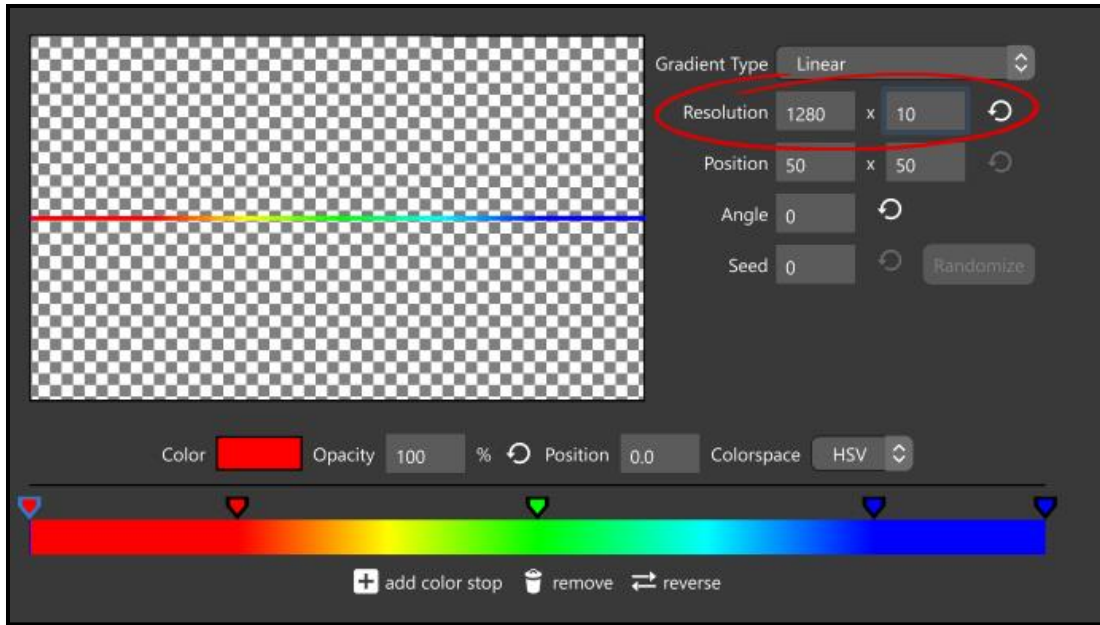 Gradient Type Linear
Resolution 1280 x 10
Position 50 x 50
Angle 0
Seed 0 Randomize
Color Opacity 100 % Position 0.0 Colorspace HSV
add color stop remove reverse